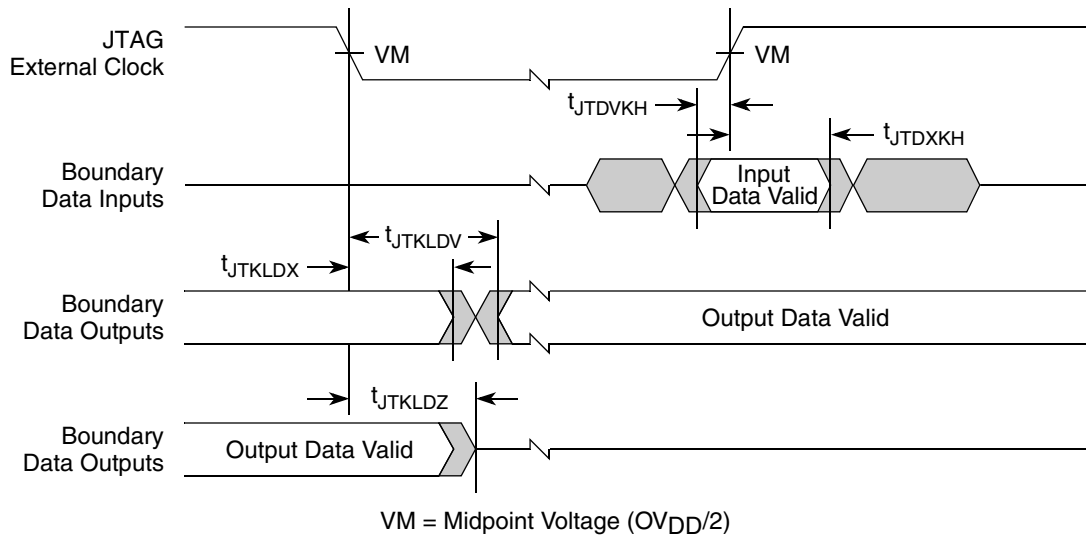 JTAG
External Clock
VM
VM
tJTDVKH
tJTDXKH
Boundary
Data Inputs
Input
Data Valid
tJTKLDV
tJTKLDX
Boundary
Data Outputs
Output Data Valid
tJTKLDZ
Boundary
Data Outputs
Output Data Valid
VM = Midpoint Voltage (OVDD/2)